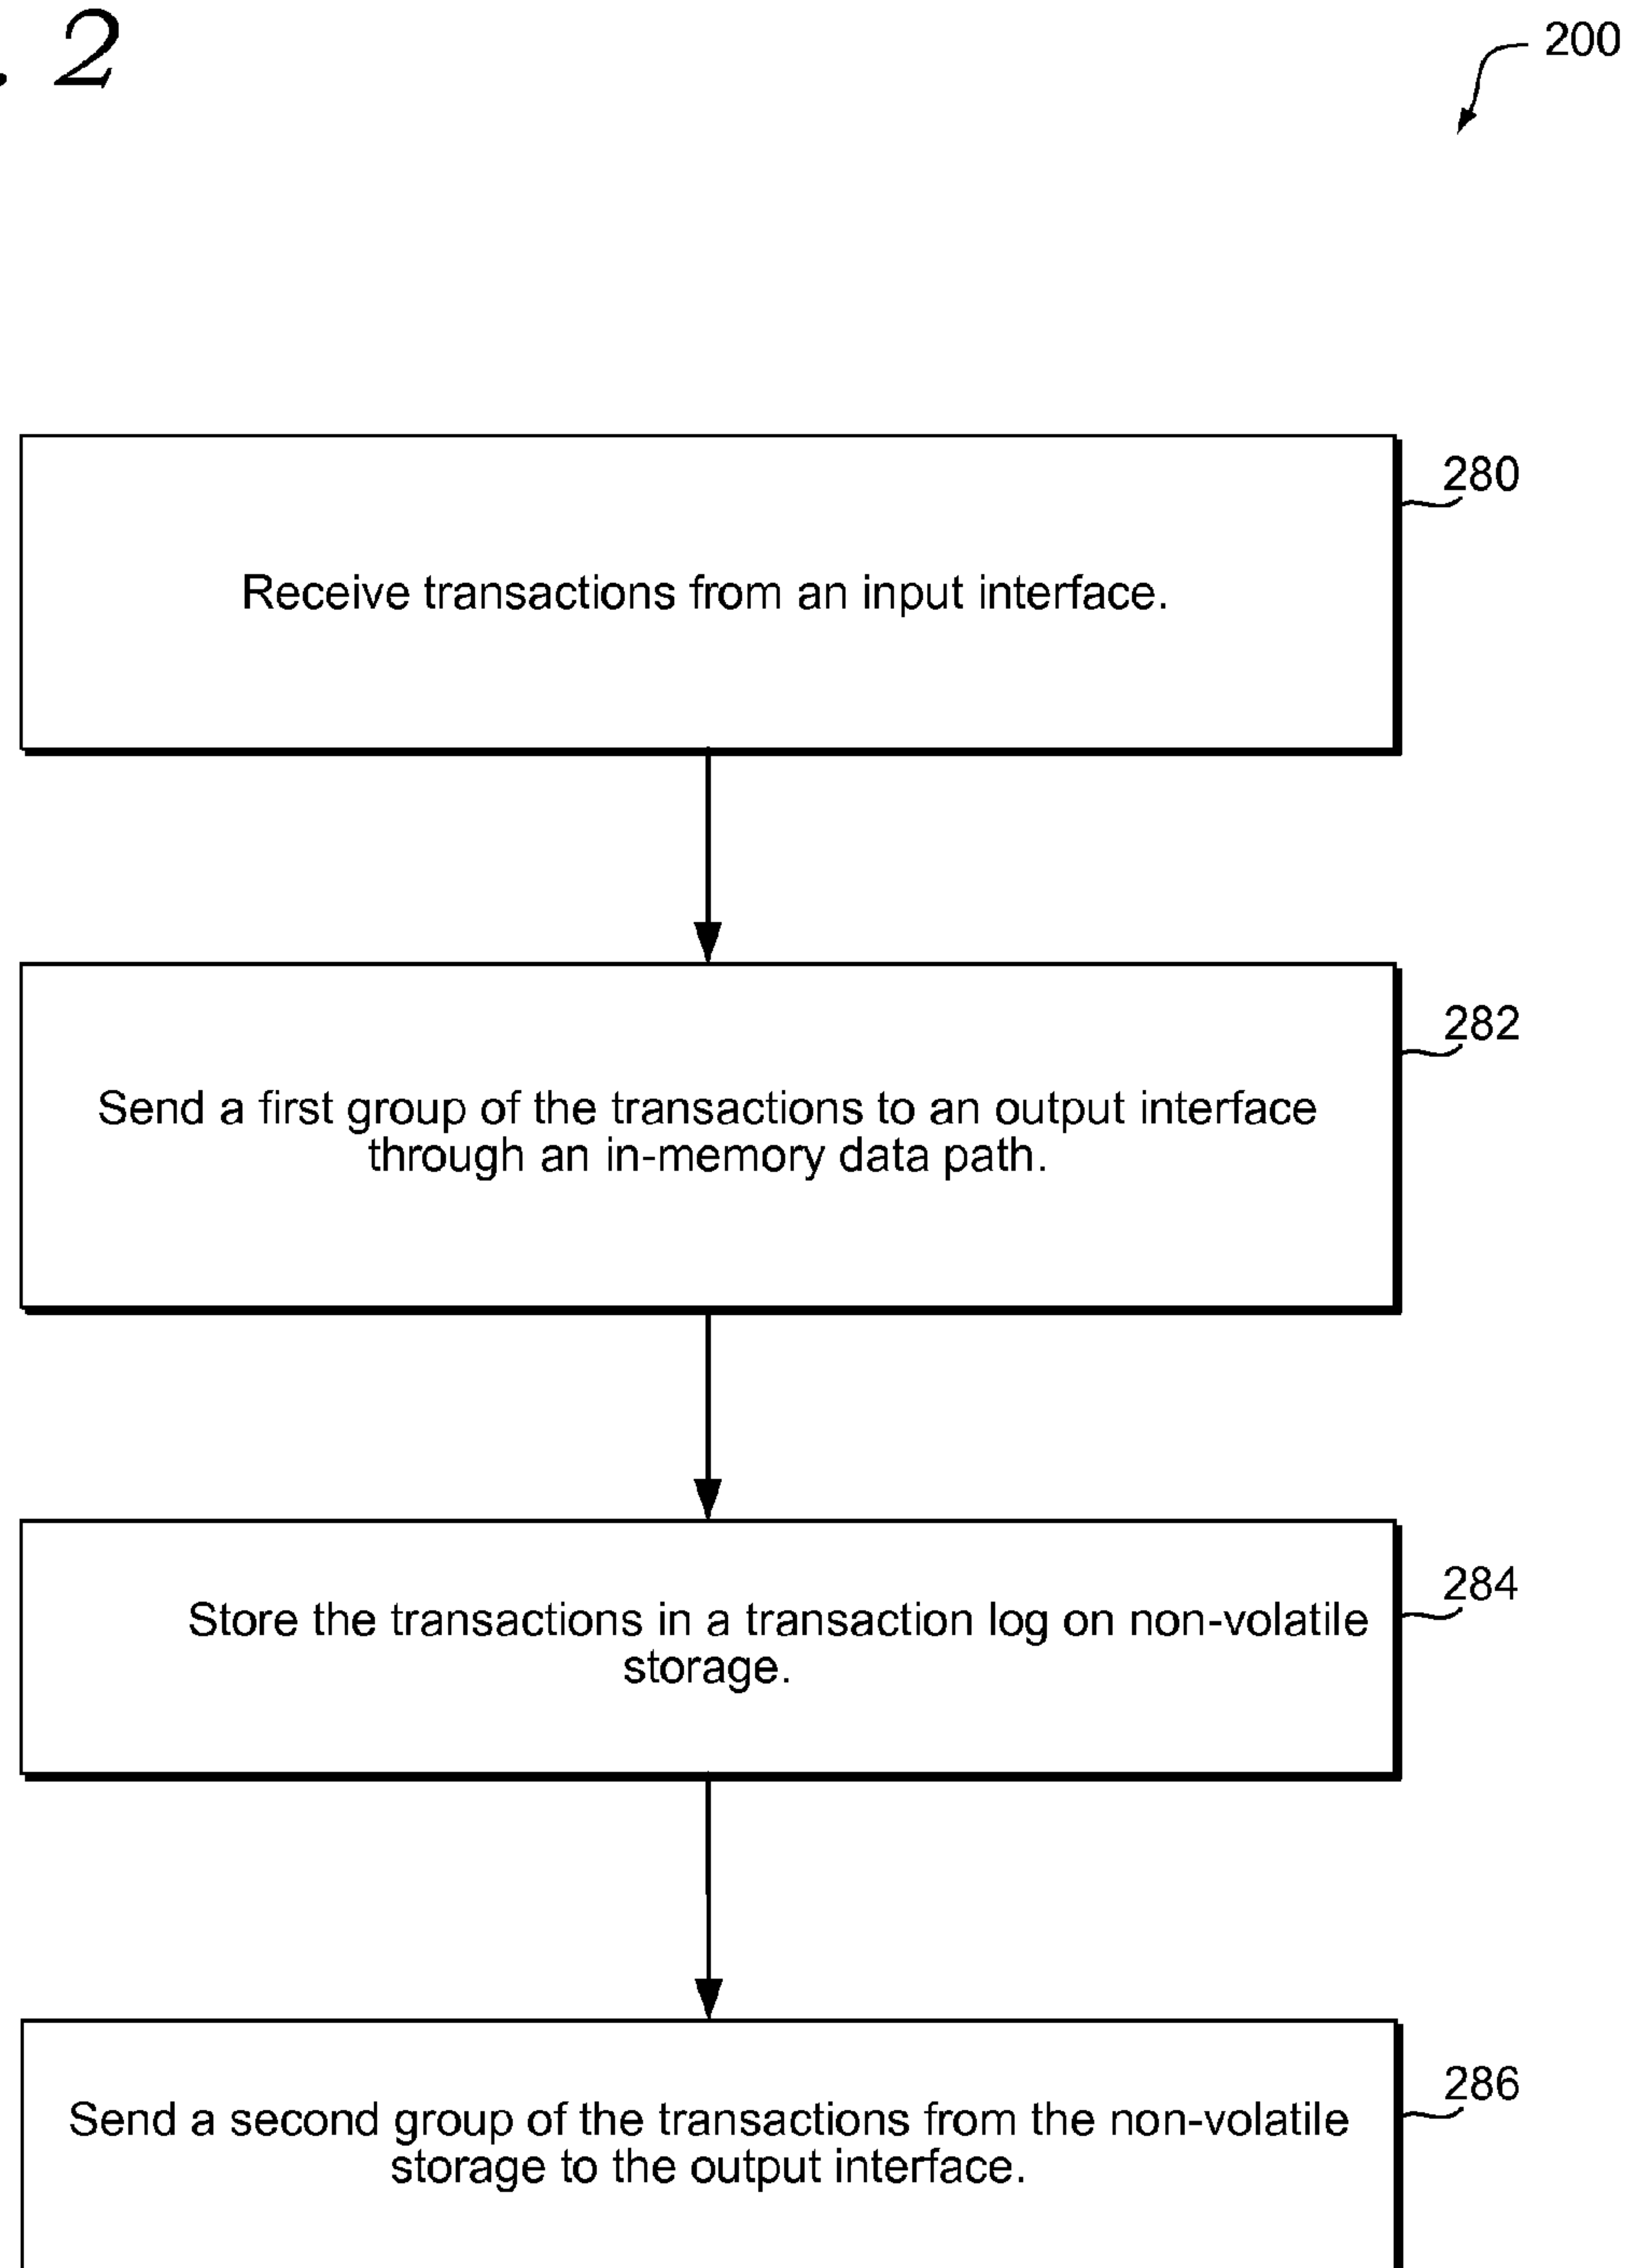 . 2
200
280
Receive transactions from an input interface.
282
Send a first group of the transactions to an output interface
through an in-memory data path.
284
Store the transactions in a transaction log on non-volatile
storage.
286
Send a second group of the transactions from the non-volatile
storage to the output interface.